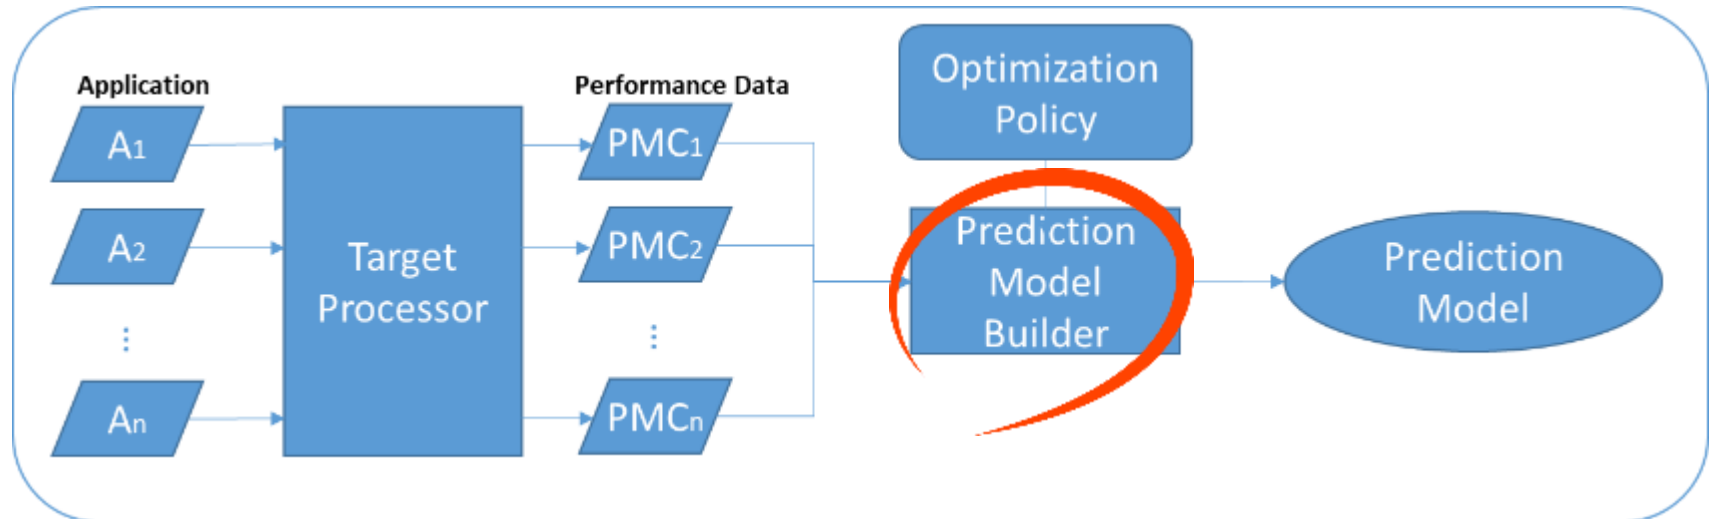 Application
A1
A2
⋮
An
Target
Processor
Performance Data
PMC1
PMC2
⋮
PMCn
Optimization
Policy
Prediction
Model
Builder
Prediction
Model